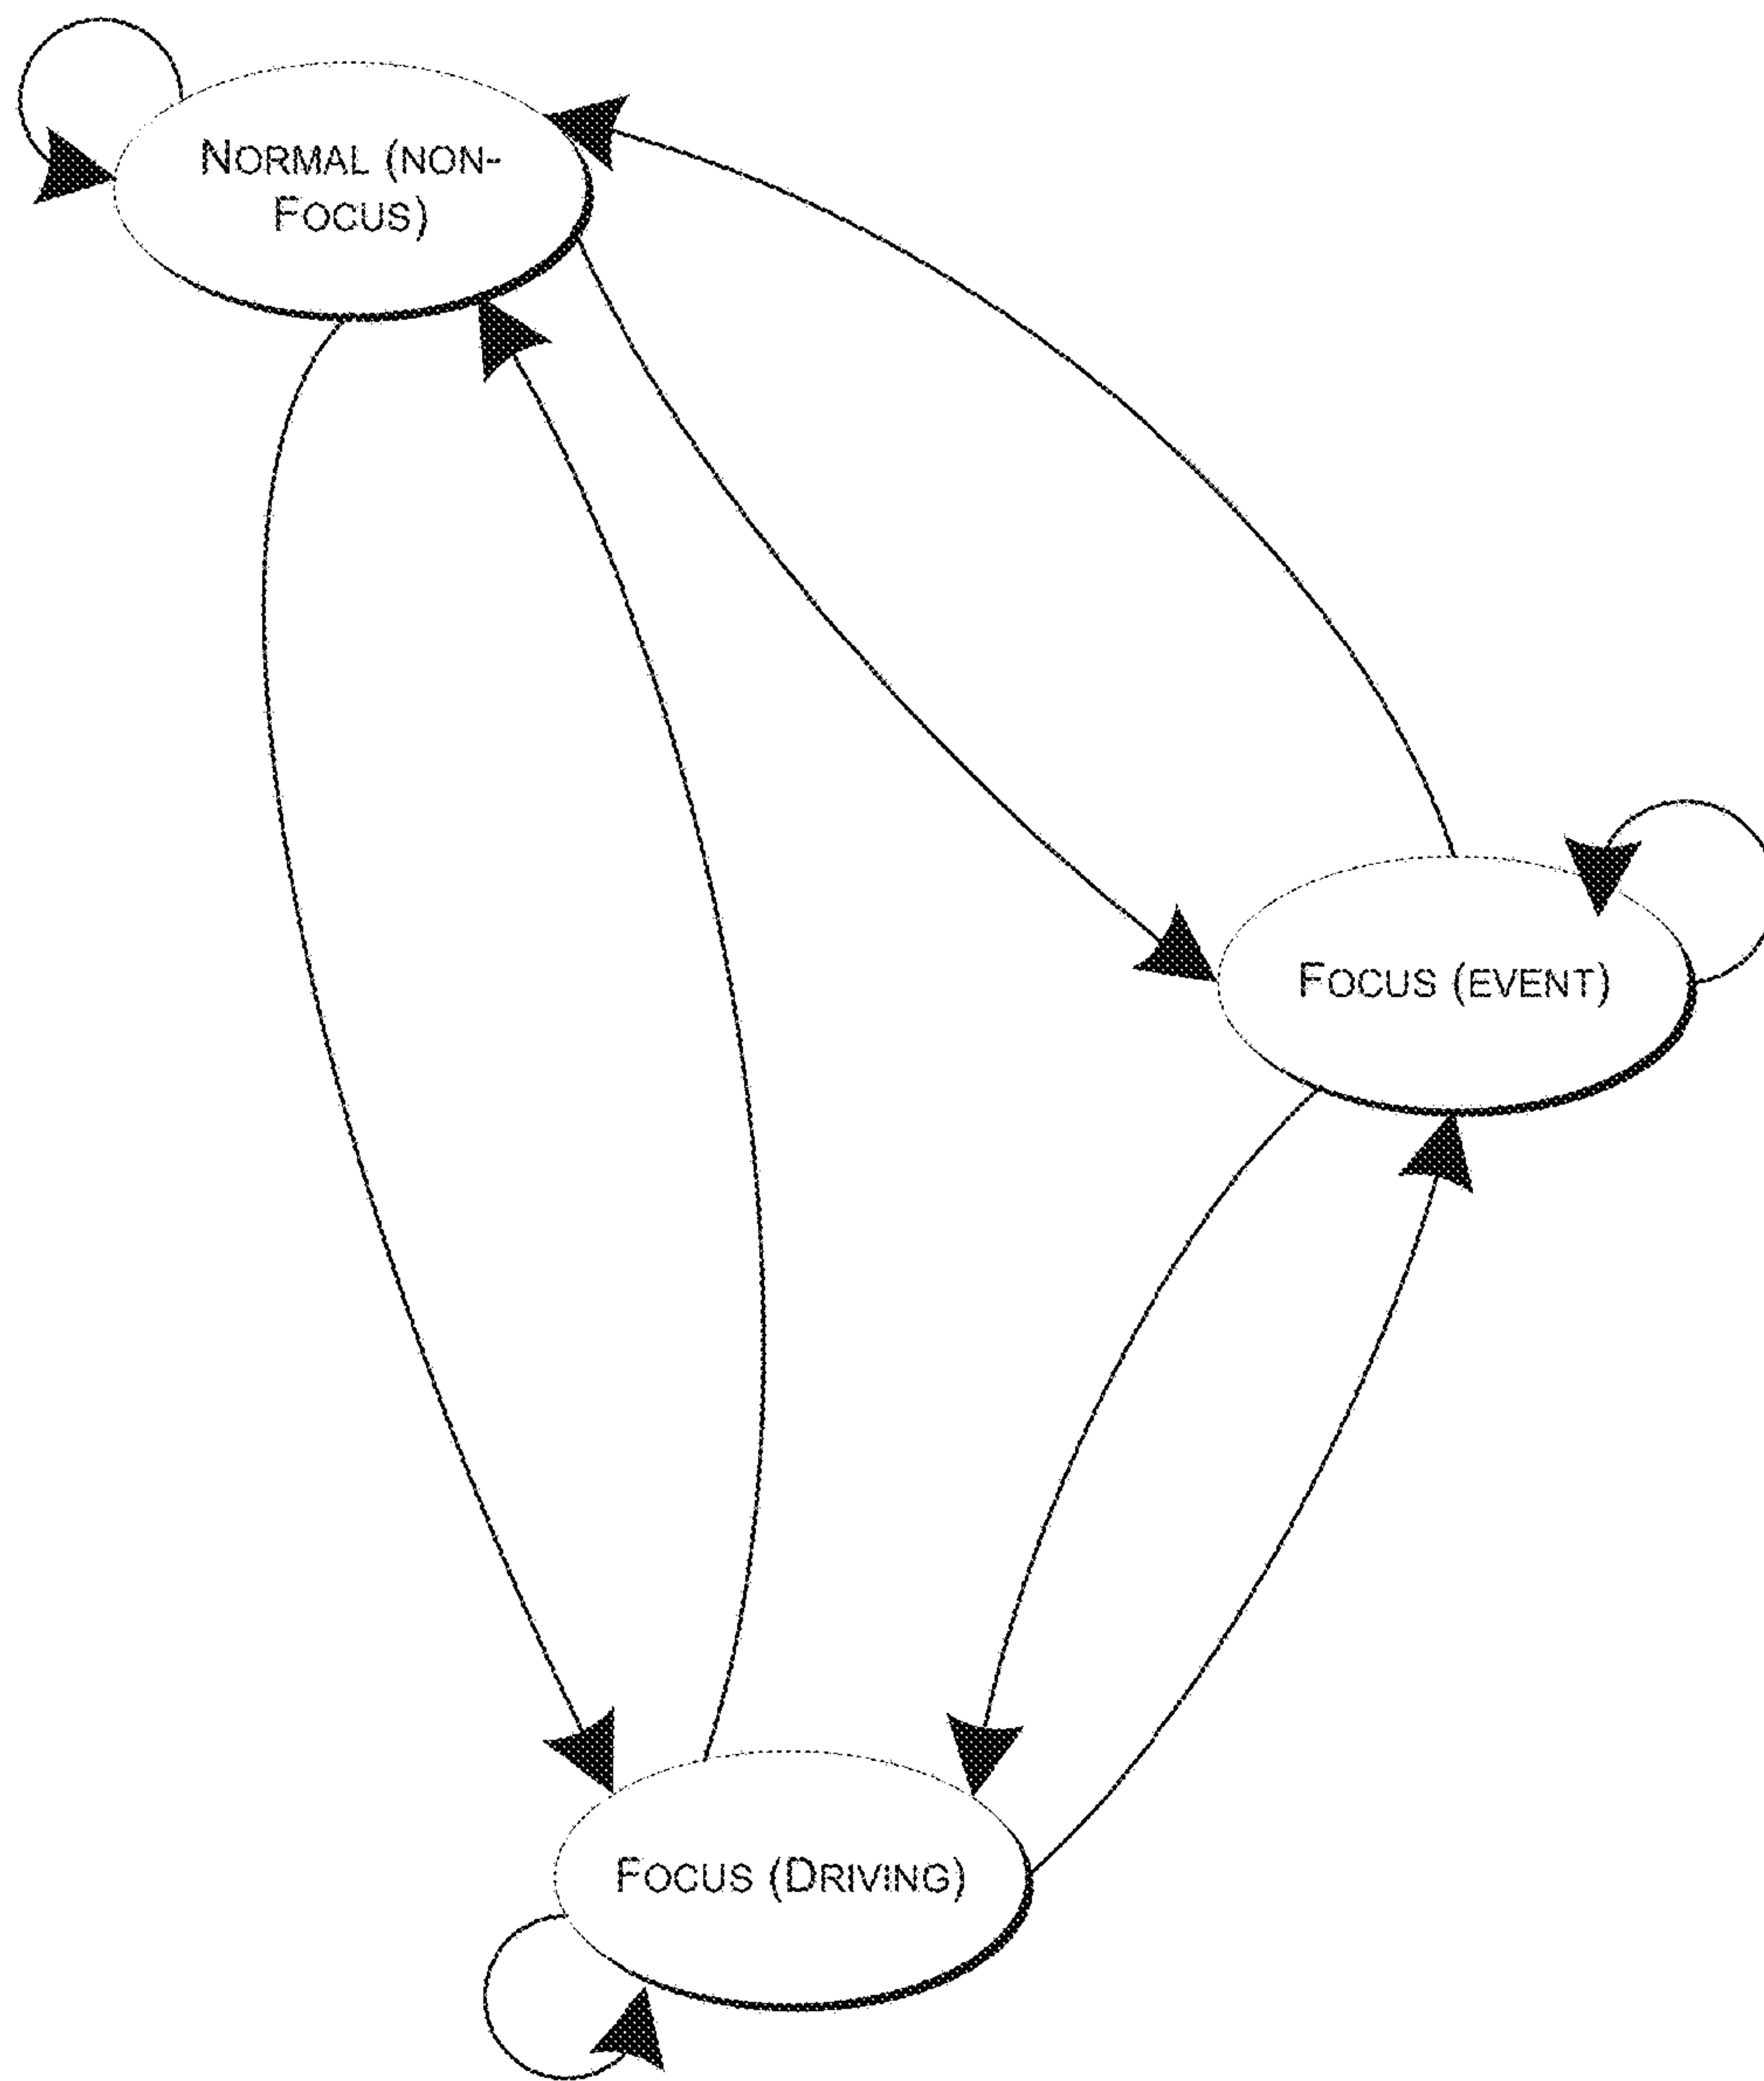 NORMAL (NON-
FOCUS)
FOCUS (EVENT)
FOCUS (DRIVING)